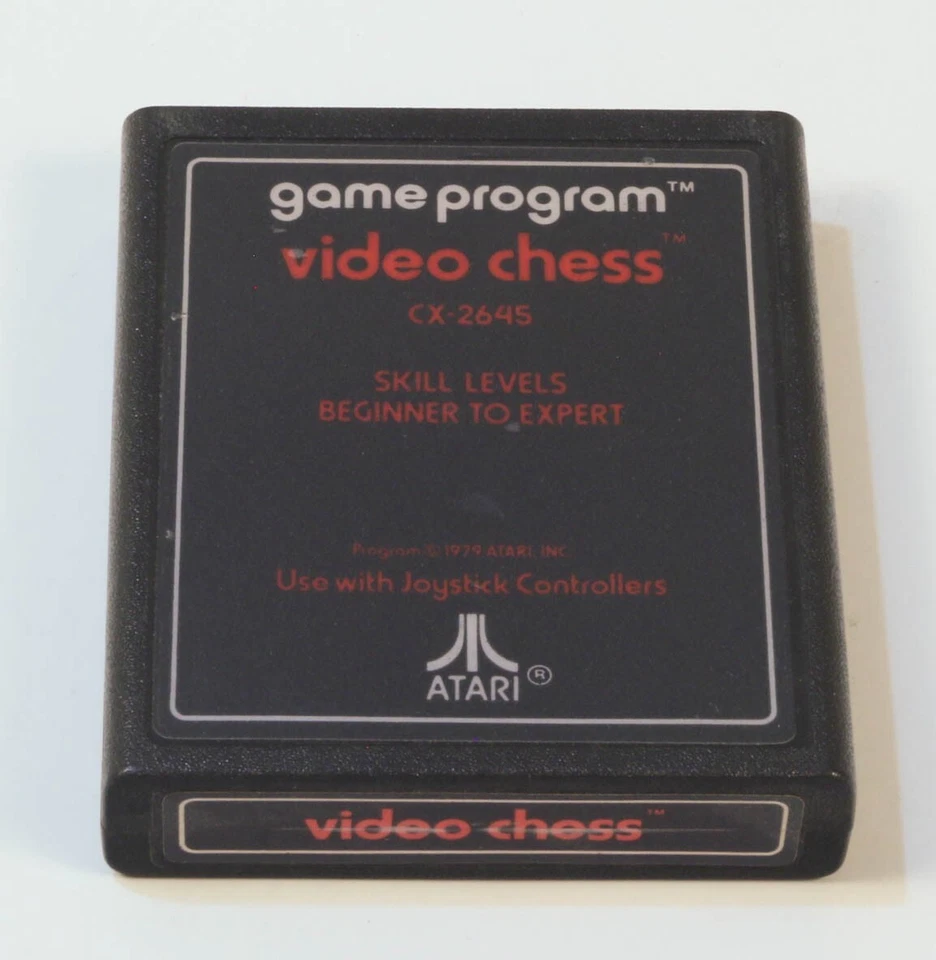 game program™
video chess™
CX-2645
SKILL LEVELS
BEGINNER TO EXPERT
Program © 1979 ATARI, INC.
Use with Joystick Controllers
ATARI®
video chess™